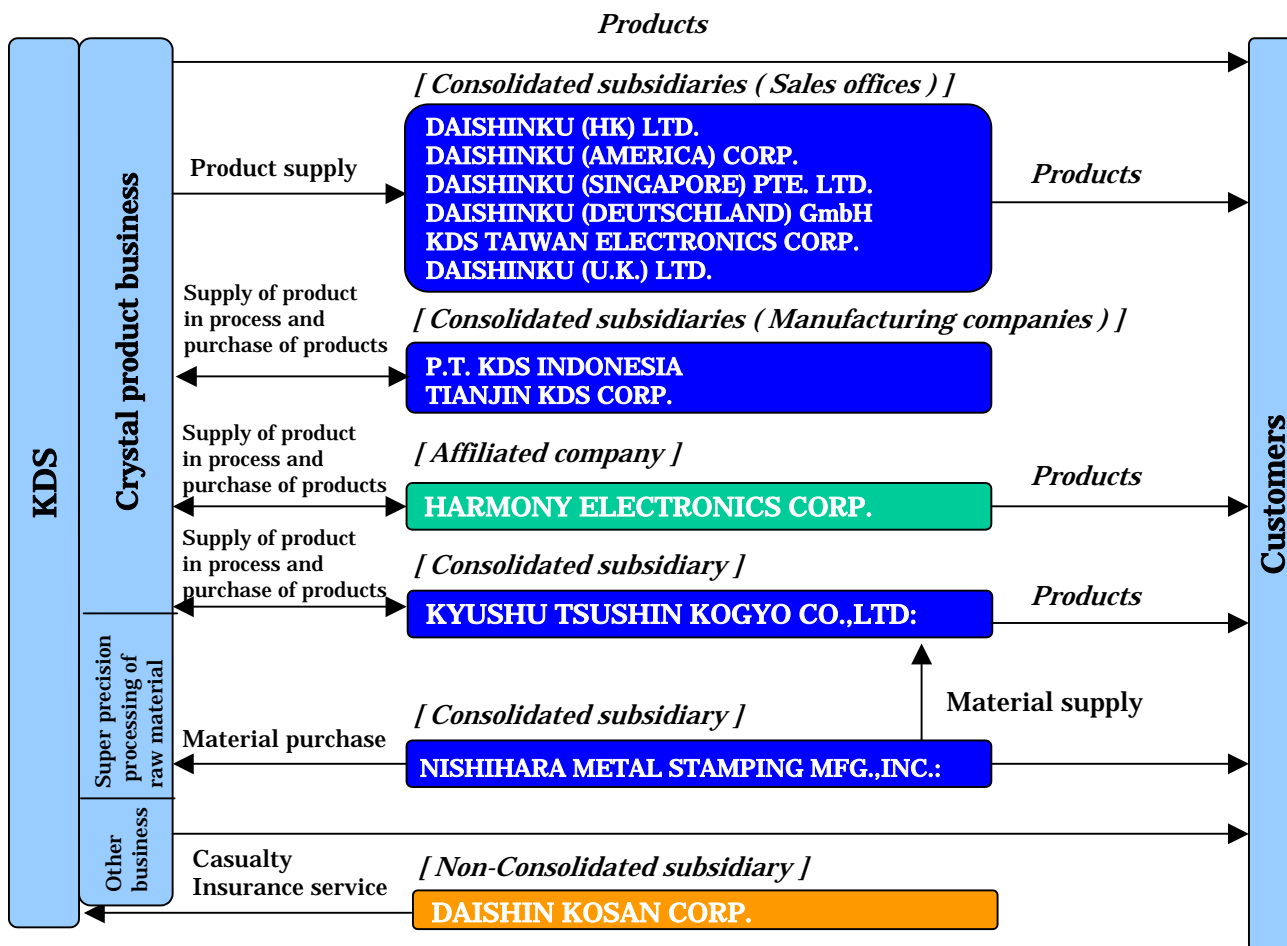 Products
KDS
Crystal product business
Customers
[ Consolidated subsidiaries ( Sales offices ) ]
DAISHINKU (HK) LTD.
DAISHINKU (AMERICA) CORP.
DAISHINKU (SINGAPORE) PTE. LTD.
DAISHINKU (DEUTSCHLAND) GmbH
KDS TAIWAN ELECTRONICS CORP.
DAISHINKU (U.K.) LTD.
Product supply
Products
Supply of product
in process and
purchase of products
[ Consolidated subsidiaries ( Manufacturing companies ) ]
P.T. KDS INDONESIA
TIANJIN KDS CORP.
Supply of product
in process and
purchase of products
[ Affiliated company ]
HARMONY ELECTRONICS CORP.
Products
Supply of product
in process and
purchase of products
[ Consolidated subsidiary ]
KYUSHU TSUSHIN KOGYO CO.,LTD:
Products
Super precision
processing of
raw material
Material supply
[ Consolidated subsidiary ]
Material purchase
NISHIHARA METAL STAMPING MFG.,INC.:
Other
business
Casualty
Insurance service
[ Non-Consolidated subsidiary ]
DAISHIN KOSAN CORP.